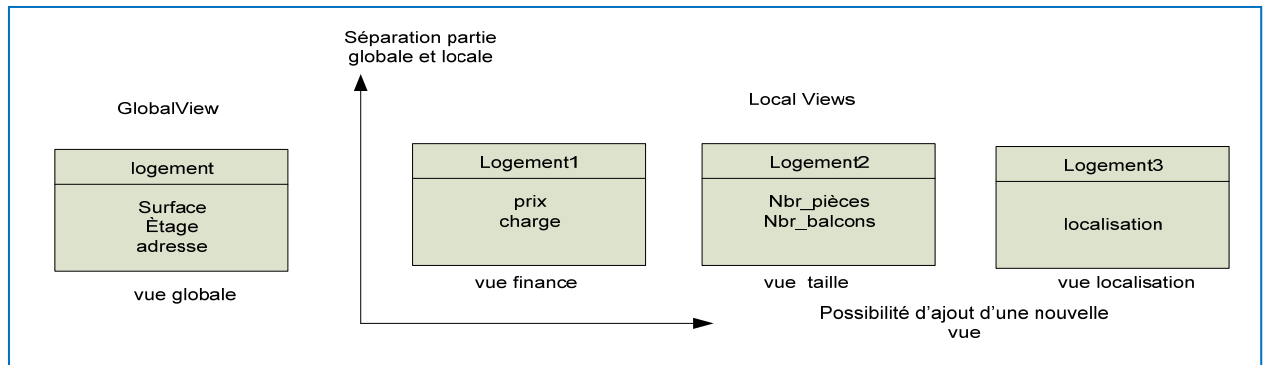 Séparation partie
globale et locale
GlobalView
Local Views
logement
Surface
Ètage
adresse
vue globale
Logement1
prix
charge
vue finance
Logement2
Nbr_pièces
Nbr_balcons
vue taille
Logement3
localisation
vue localisation
Possibilité d'ajout d'une nouvelle
vue